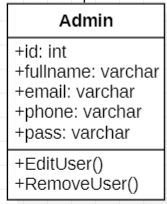 Admin
+id: int
+fullname: varchar
+email: varchar
+phone: varchar
+pass: varchar
+EditUser()
+RemoveUser()